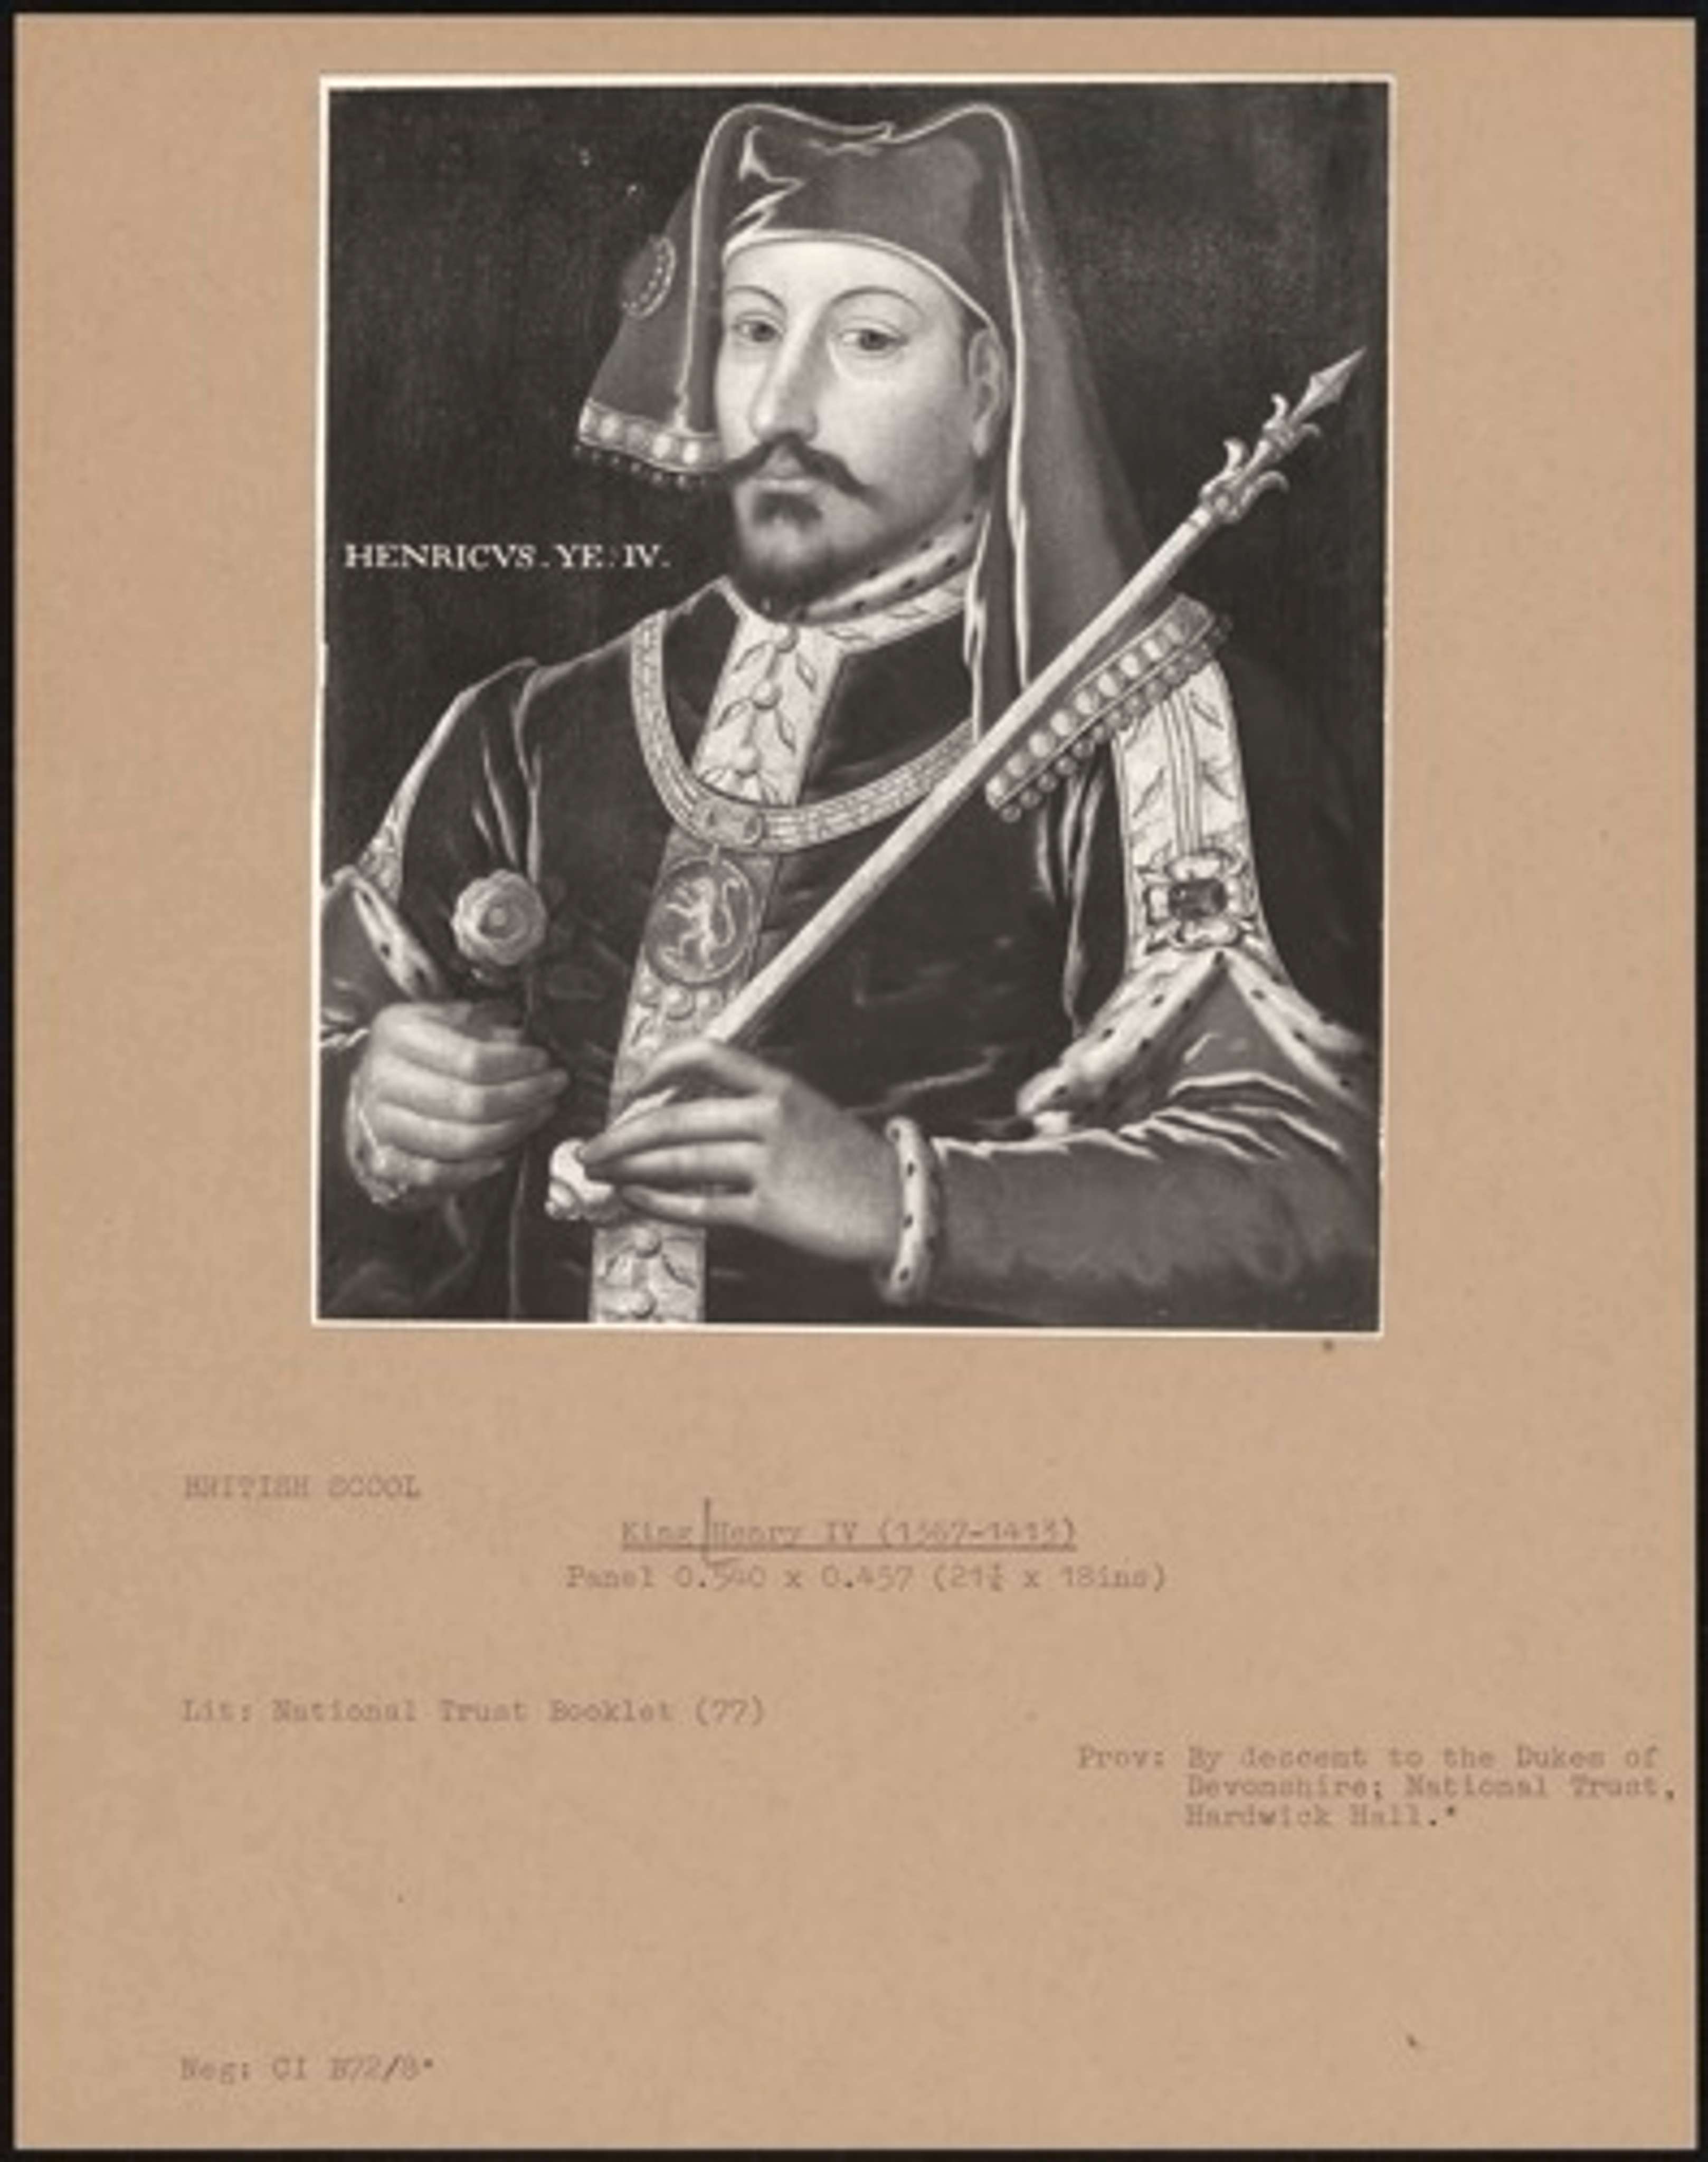 HENRICVS. YE: IV.
BRITISH SCOOL
King Henry IV (1367-1413)
Panel 0.540 x 0.457 (21¼ x 18ins)
Lit: National Trust Booklet (77)
Prov: By descent to the Dukes of
Devonshire; National Trust,
Hardwick Hall.*
Neg: CI B72/8*